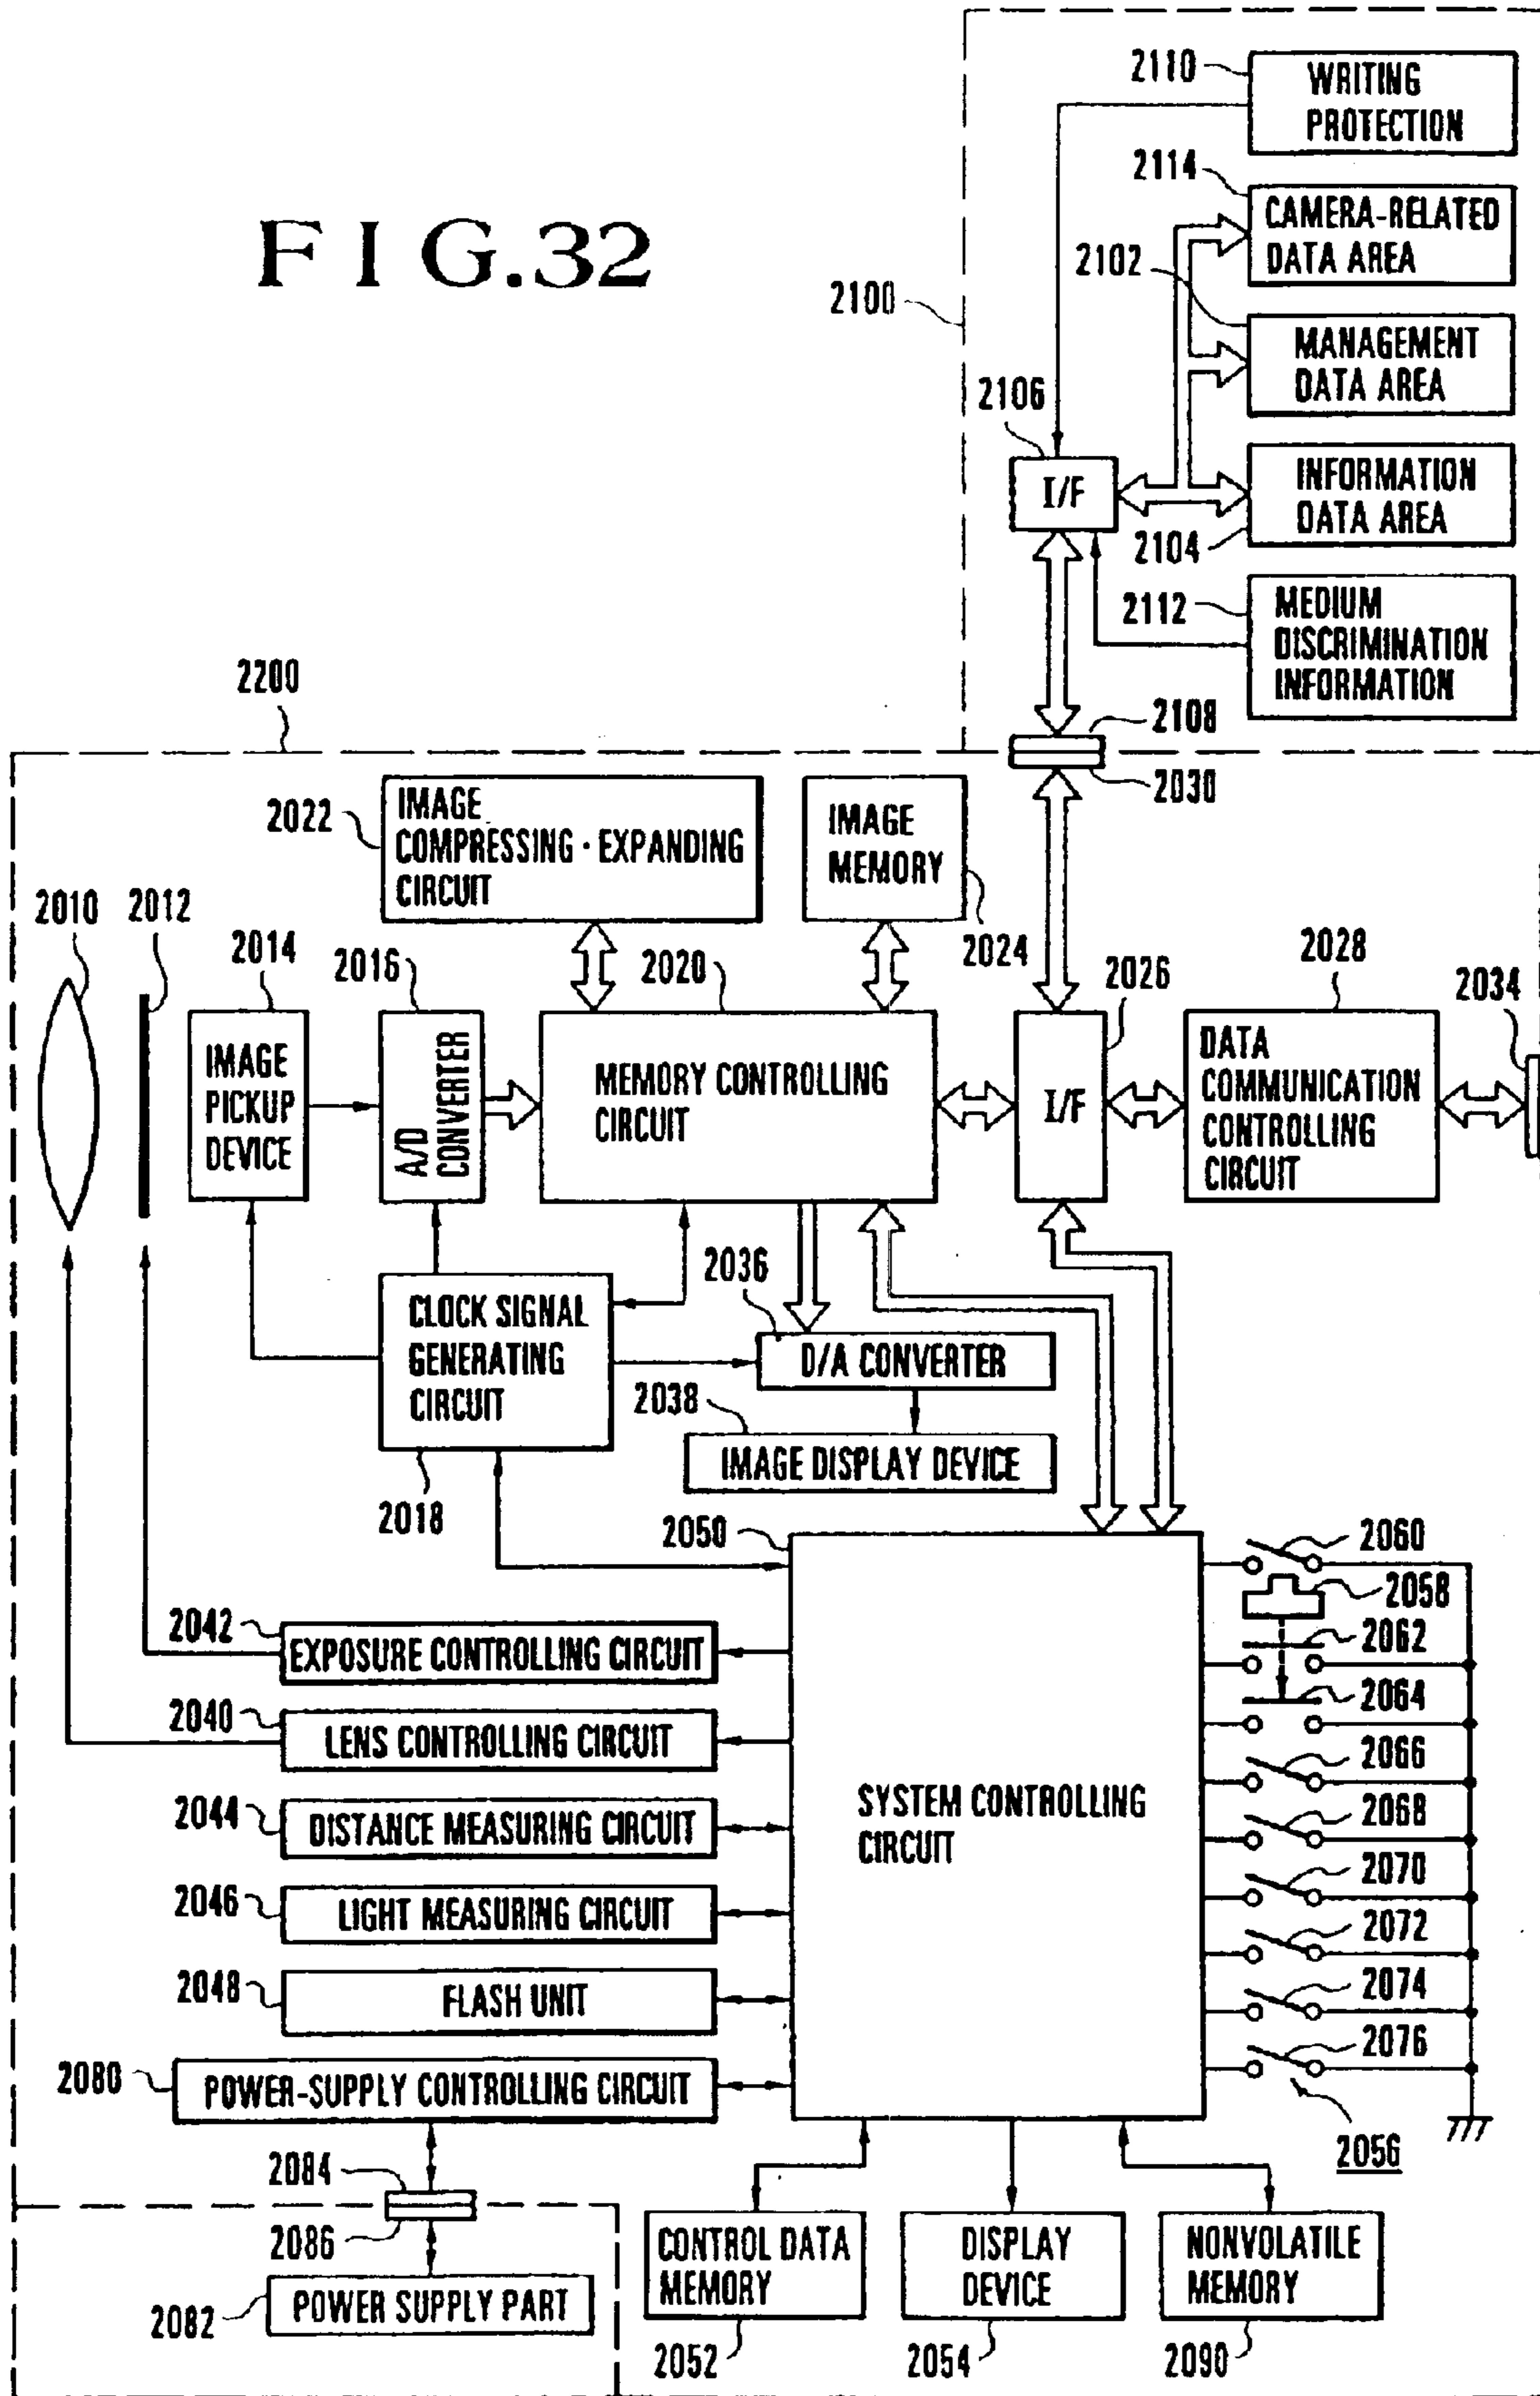 FIG.32
2110
WRITING
PROTECTION
2114
CAMERA-RELATED
DATA AREA
2102
2100
MANAGEMENT
DATA AREA
2106
I/F
INFORMATION
DATA AREA
2104
2112
MEDIUM
DISCRIMINATION
INFORMATION
2200
2108
2030
2022
IMAGE
COMPRESSING·EXPANDING
CIRCUIT
IMAGE
MEMORY
2024
2010
2012
2014
2016
2020
2026
2028
2034
IMAGE
PICKUP
DEVICE
A/D
CONVERTER
MEMORY CONTROLLING
CIRCUIT
I/F
DATA
COMMUNICATION
CONTROLLING
CIRCUIT
2036
CLOCK SIGNAL
GENERATING
CIRCUIT
D/A CONVERTER
2038
IMAGE DISPLAY DEVICE
2018
2050
2060
2058
2042
EXPOSURE CONTROLLING CIRCUIT
2062
2064
2040
LENS CONTROLLING CIRCUIT
2066
SYSTEM CONTROLLING
CIRCUIT
2044
DISTANCE MEASURING CIRCUIT
2068
2070
2046
LIGHT MEASURING CIRCUIT
2072
2048
FLASH UNIT
2074
2076
2080
POWER-SUPPLY CONTROLLING CIRCUIT
2056
2084
2086
POWER SUPPLY PART
2082
CONTROL DATA
MEMORY
2052
DISPLAY
DEVICE
2054
NONVOLATILE
MEMORY
2090